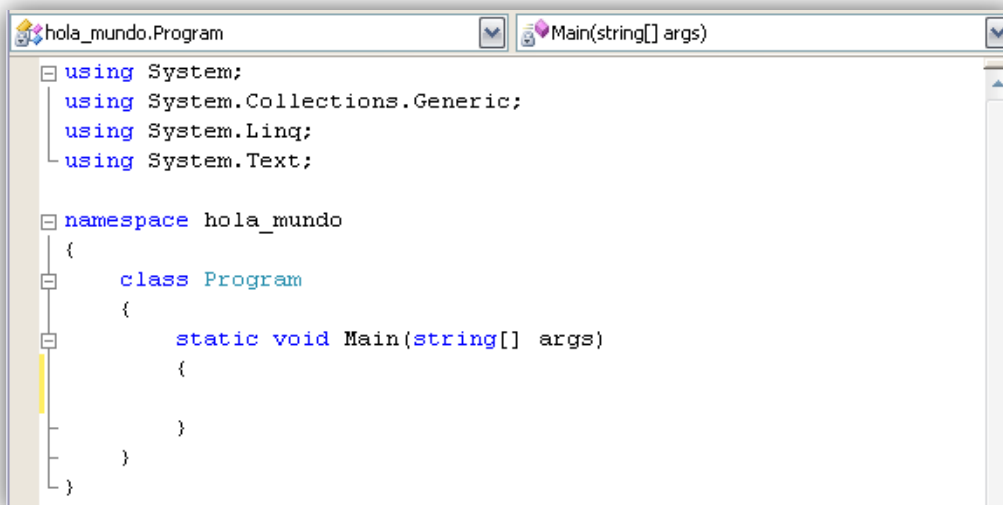 hola_mundo.Program
Main(string[] args)
using System;
using System.Collections.Generic;
using System.Linq;
using System.Text;
namespace hola_mundo
{
class Program
{
static void Main(string[] args)
{
}
}
}